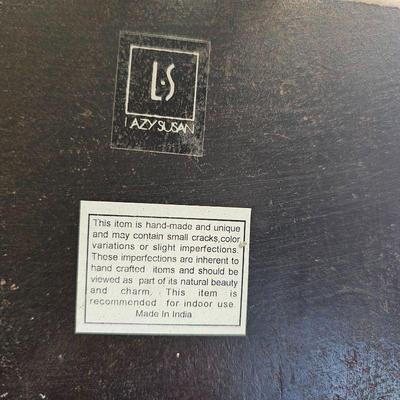 L.S
LAZY SUSAN
This item is hand-made and unique
and may contain small cracks,color
variations or slight imperfections.
These imperfections are inherent to
hand crafted items and should be
viewed as part of its natural beauty
and charm. This item is
recommended for indoor use.
Made In India